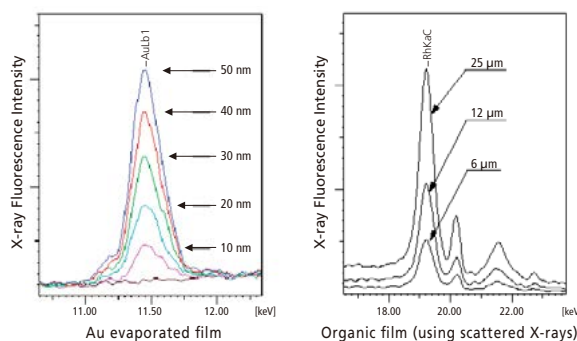 X-ray Fluorescence Intensity
AuLb1
50 nm
40 nm
30 nm
20 nm
10 nm
11.00 11.50 12.00 [keV]
Au evaporated film
X-ray Fluorescence Intensity
RhKaC
25 µm
12 µm
6 µm
18.00 20.00 22.00 [keV]
Organic film (using scattered X-rays)